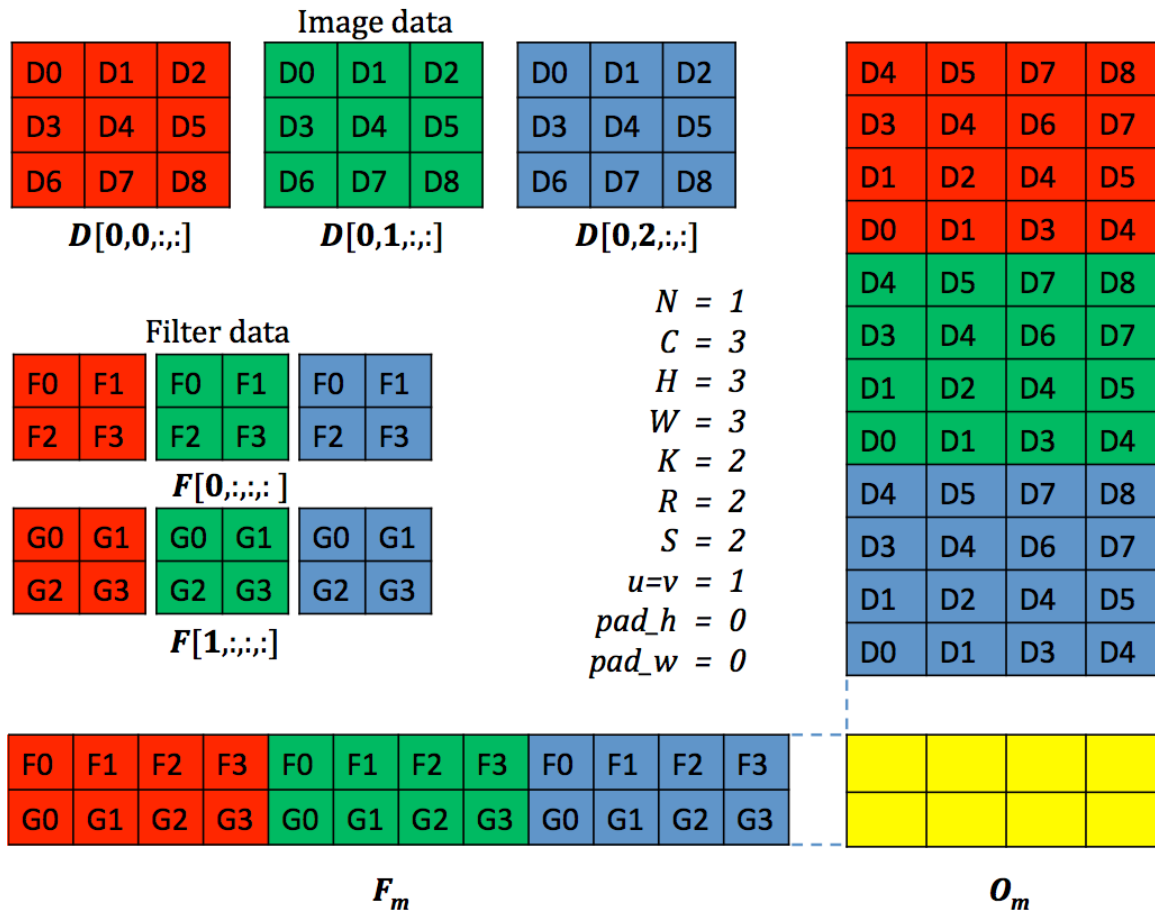 Image data
D0 D1 D2 D0 D1 D2 D0 D1 D2
D3 D4 D5 D3 D4 D5 D3 D4 D5
D6 D7 D8 D6 D7 D8 D6 D7 D8
D[0,0,:,:] D[0,1,:,:] D[0,2,:,:]
Filter data
F0 F1 F0 F1 F0 F1
F2 F3 F2 F3 F2 F3
F[0,:,:,: ]
G0 G1 G0 G1 G0 G1
G2 G3 G2 G3 G2 G3
F[1,:,:,:]
N = 1
C = 3
H = 3
W = 3
K = 2
R = 2
S = 2
u=v = 1
pad_h = 0
pad_w = 0
D4 D5 D7 D8
D3 D4 D6 D7
D1 D2 D4 D5
D0 D1 D3 D4
D4 D5 D7 D8
D3 D4 D6 D7
D1 D2 D4 D5
D0 D1 D3 D4
D4 D5 D7 D8
D3 D4 D6 D7
D1 D2 D4 D5
D0 D1 D3 D4
F0 F1 F2 F3 F0 F1 F2 F3 F0 F1 F2 F3
G0 G1 G2 G3 G0 G1 G2 G3 G0 G1 G2 G3
Fm Om